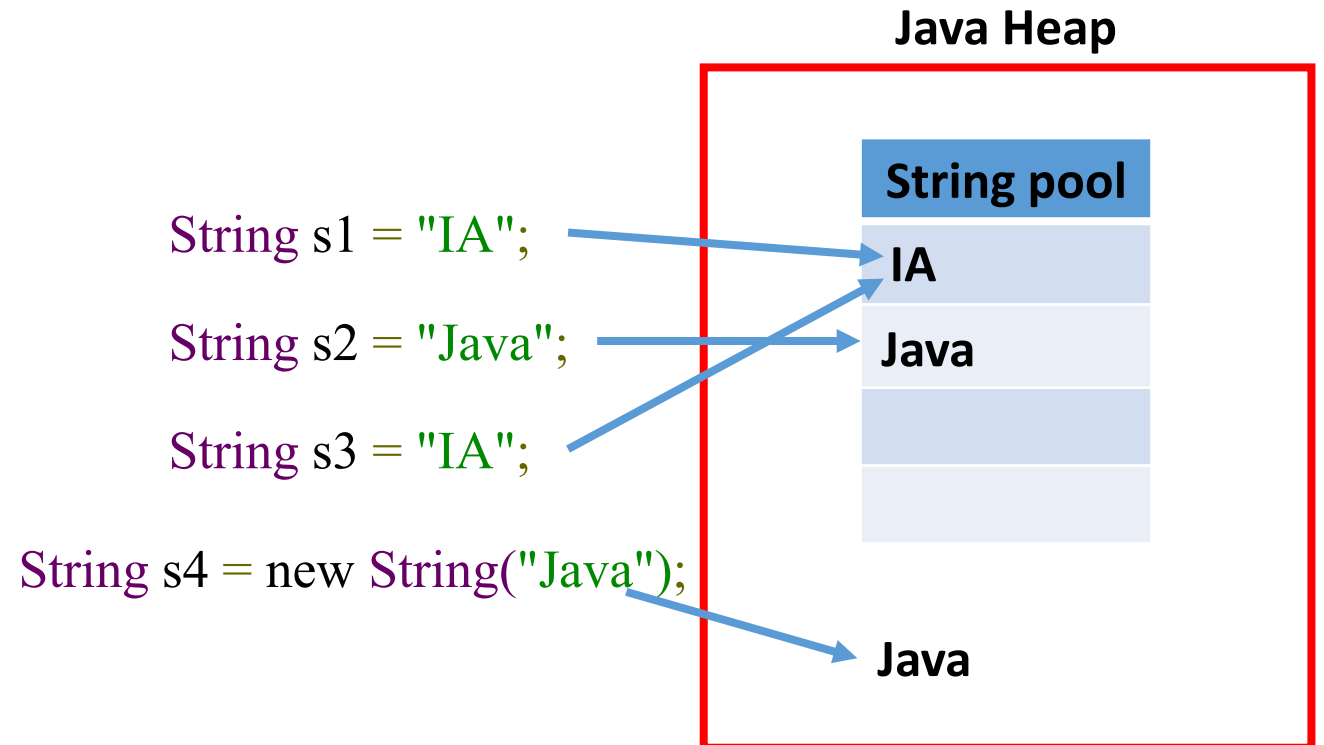 Java Heap
String pool
String s1 = "IA";
IA
String s2 = "Java";
Java
String s3 = "IA";
String s4 = new String("Java");
Java